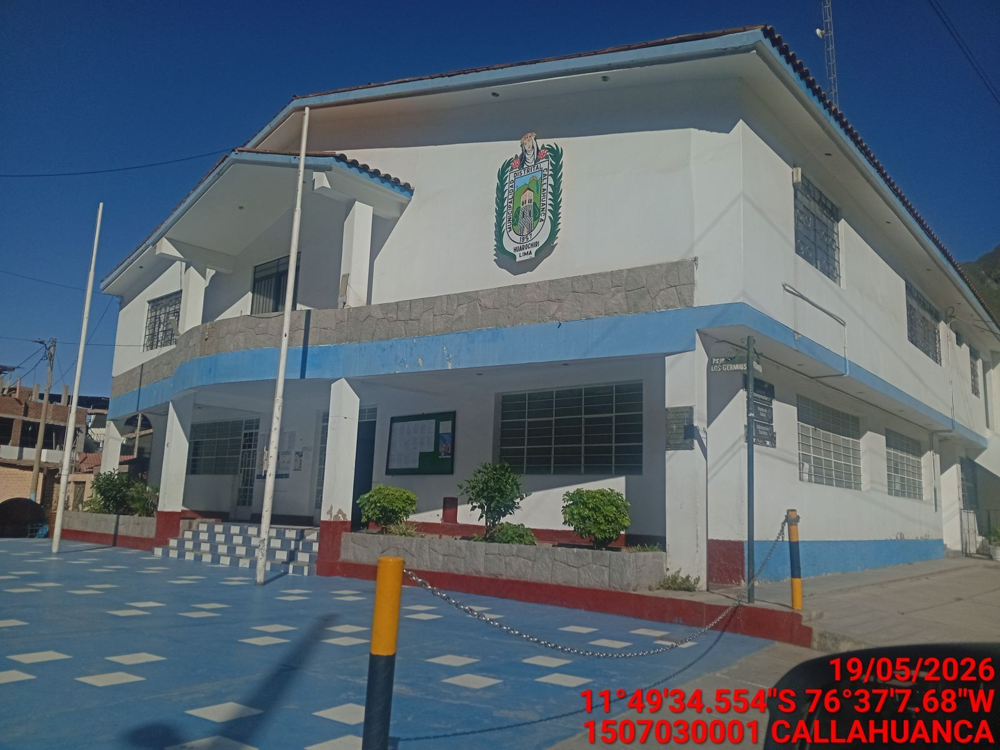 MUNICIPALIDAD DISTRITAL CALLAHUANCA
1957
HUAROCHIRI
LIMA
Psje
LOS GERANIOS
19/05/2026
11°49'34.554"S 76°37'7.68"W
1507030001 CALLAHUANCA